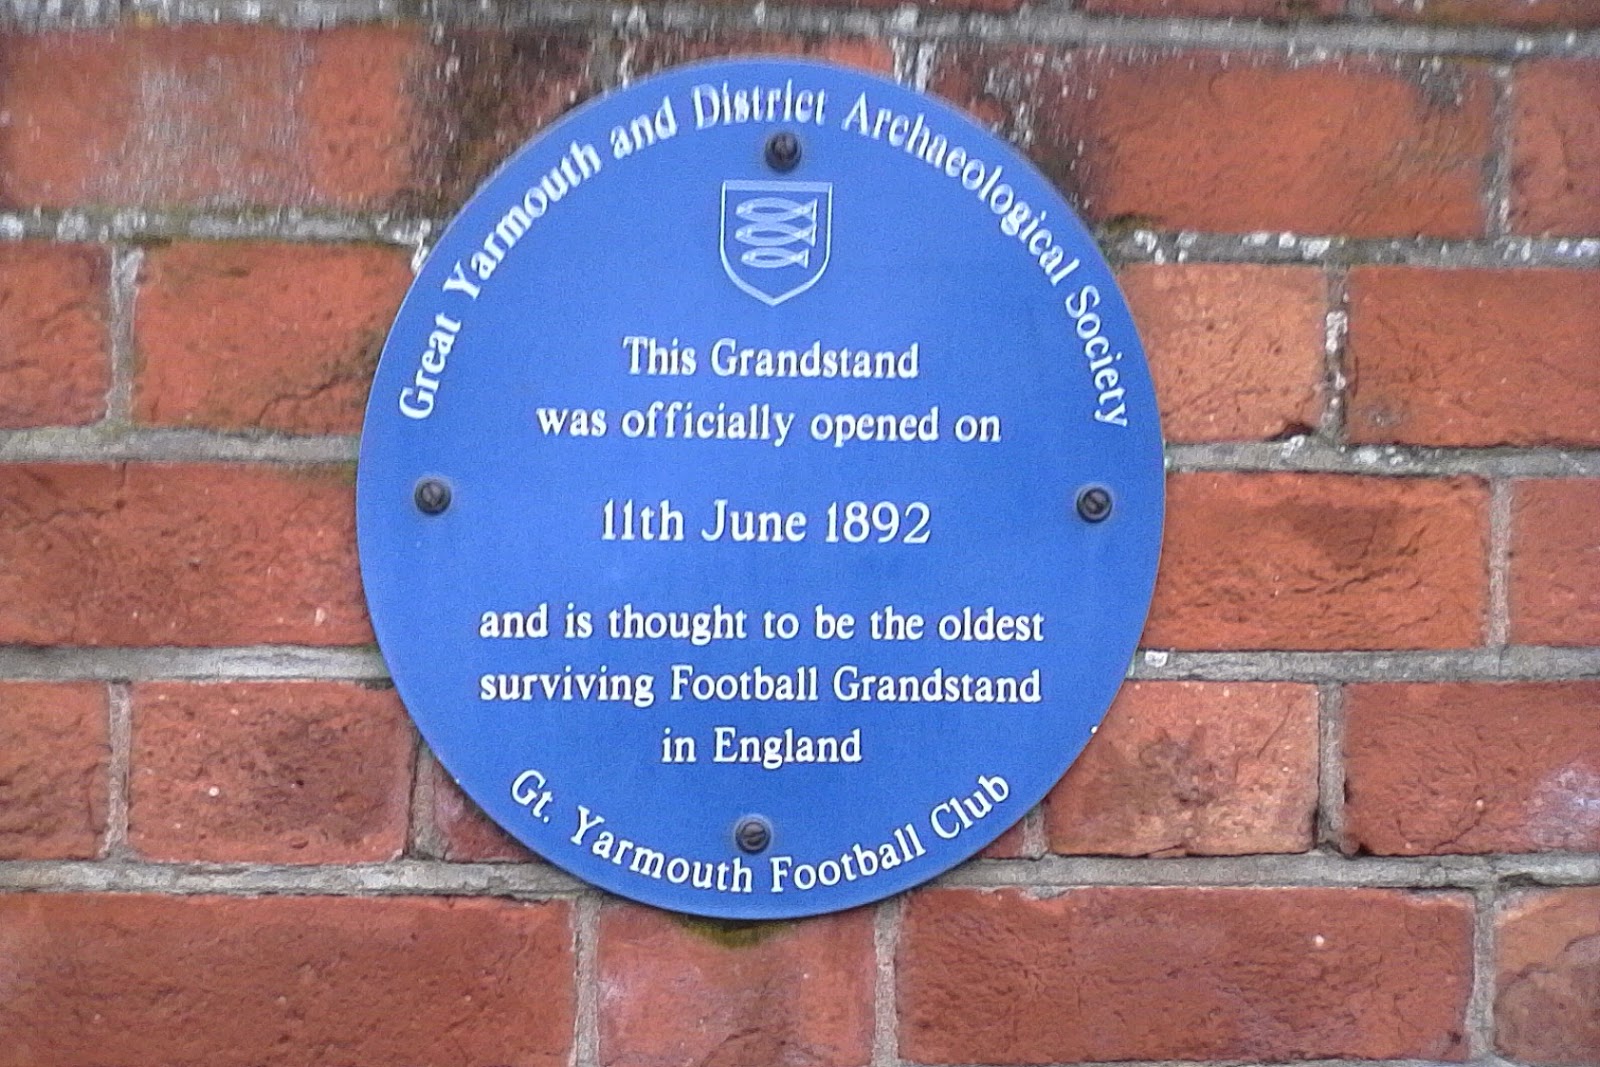 Great Yarmouth and District Archaeological Society
This Grandstand
was officially opened on
11th June 1892
and is thought to be the oldest
surviving Football Grandstand
in England
Gt. Yarmouth Football Club